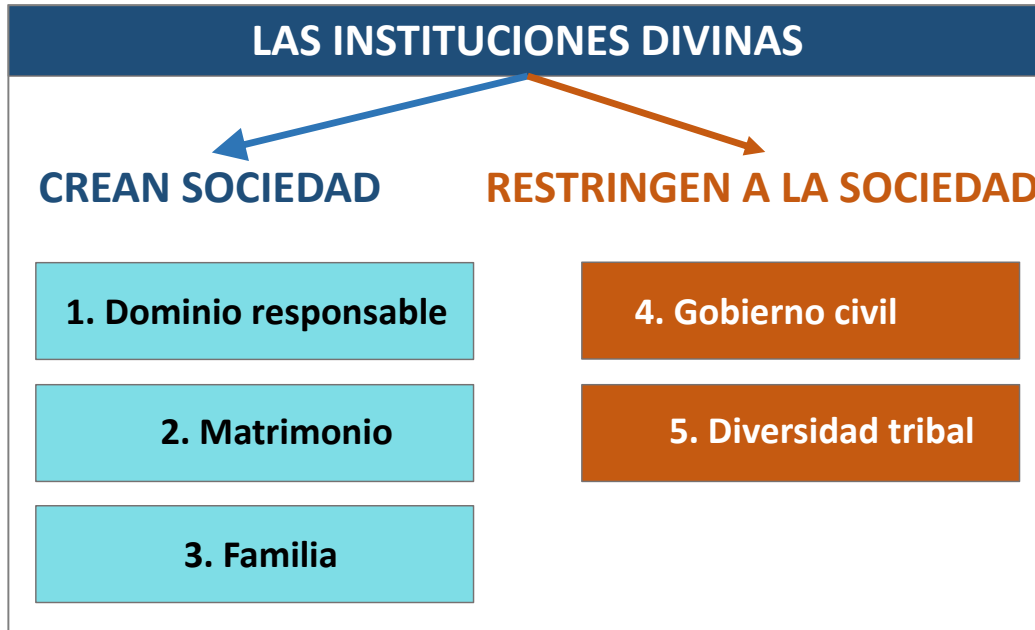 LAS INSTITUCIONES DIVINAS
CREAN SOCIEDAD
RESTRINGEN A LA SOCIEDAD
1. Dominio responsable
2. Matrimonio
3. Familia
4. Gobierno civil
5. Diversidad tribal